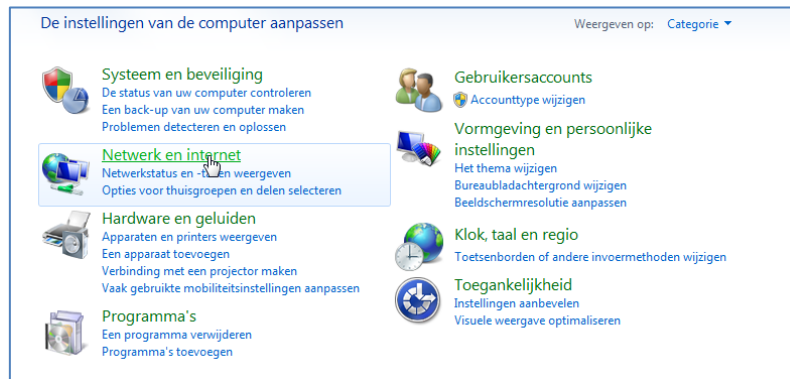 De instellingen van de computer aanpassen
Weergeven op: Categorie
Systeem en beveiliging
De status van uw computer controleren
Een back-up van uw computer maken
Problemen detecteren en oplossen
Netwerk en internet
Netwerkstatus en weergeven
Opties voor thuisgroepen en delen selecteren
Hardware en geluiden
Apparaten en printers weergeven
Een apparaat toevoegen
Verbinding met een projector maken
Vaak gebruikte mobiliteitsinstellingen aanpassen
Programma's
Een programma verwijderen
Programma's toevoegen
Gebruikersaccounts
Accounttype wijzigen
Vormgeving en persoonlijke
instellingen
Het thema wijzigen
Bureaubladachtergrond wijzigen
Beeldschermresolutie aanpassen
Klok, taal en regio
Toetsenborden of andere invoermethoden wijzigen
Toegankelijkheid
Instellingen aanbevelen
Visuele weergave optimaliseren